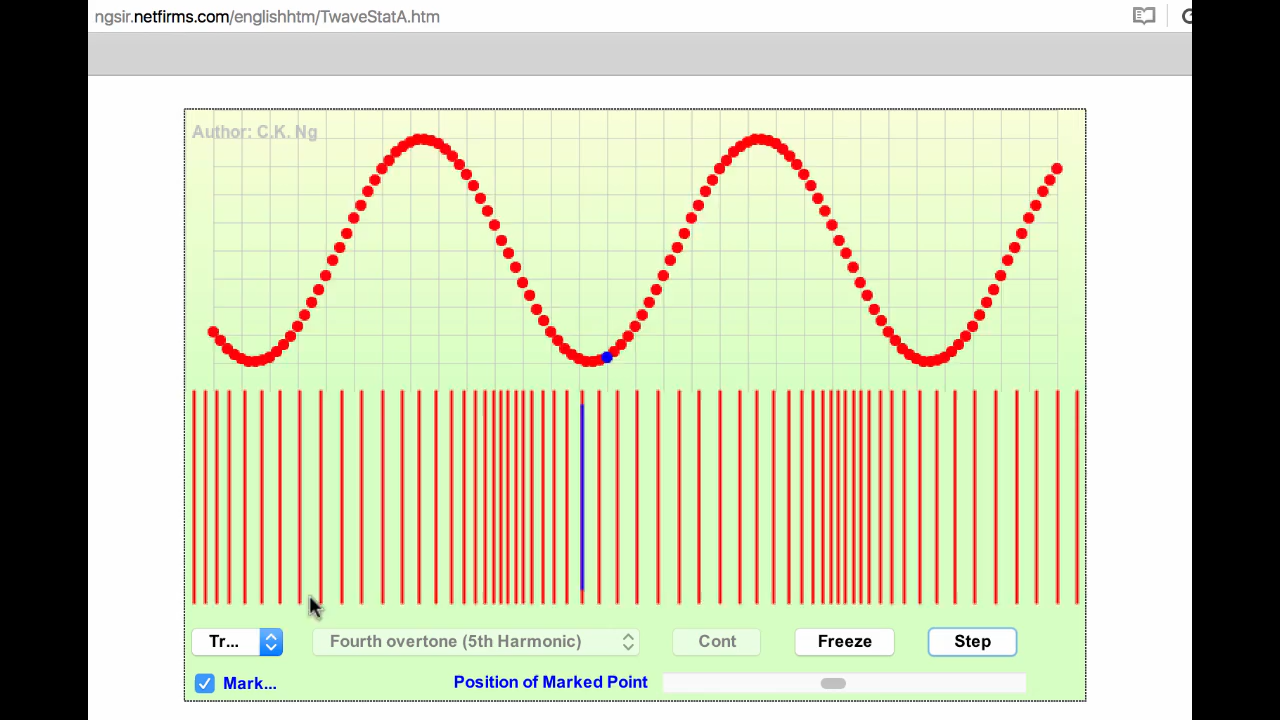 ngsir.netfirms.com/englishhtm/TwaveStatA.htm
Author: C.K. Ng
Tr...
Fourth overtone (5th Harmonic)
Cont
Freeze
Step
Mark...
Position of Marked Point